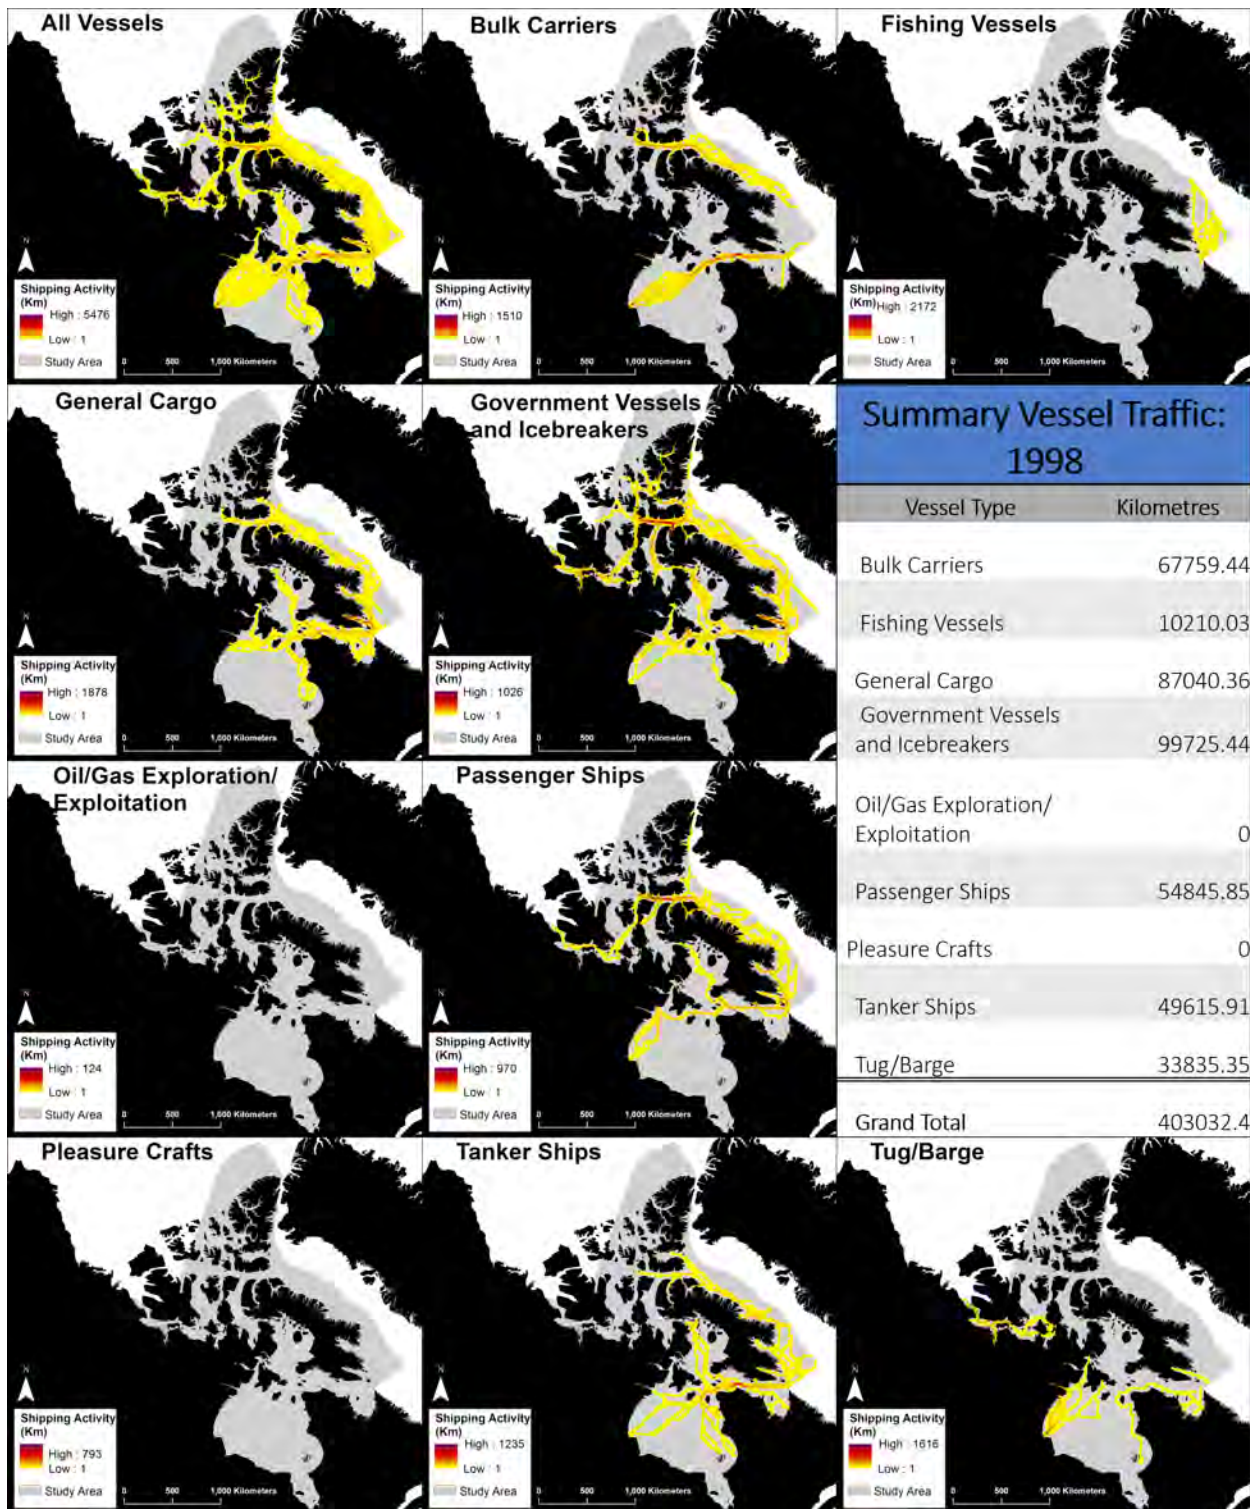 All Vessels
N
Shipping Activity
(Km)
High : 5476
Low : 1
Study Area
0 500 1,000 Kilometers
Bulk Carriers
N
Shipping Activity
(Km)
High : 1510
Low : 1
Study Area
0 500 1,000 Kilometers
Fishing Vessels
N
Shipping Activity
(Km)High : 2172
Low : 1
Study Area
0 500 1,000 Kilometers
General Cargo
N
Shipping Activity
(Km)
High : 1878
Low : 1
Study Area
0 500 1,000 Kilometers
Government Vessels
and Icebreakers
N
Shipping Activity
(Km)
High : 1026
Low : 1
Study Area
0 500 1,000 Kilometers
Summary Vessel Traffic:
1998
Vessel Type Kilometres
Bulk Carriers 67759.44
Fishing Vessels 10210.03
General Cargo 87040.36
Government Vessels
and Icebreakers 99725.44
Oil/Gas Exploration/
Exploitation 0
Passenger Ships 54845.85
Pleasure Crafts 0
Tanker Ships 49615.91
Tug/Barge 33835.35
Grand Total 403032.4
Oil/Gas Exploration/
Exploitation
N
Shipping Activity
(Km)
High : 124
Low : 1
Study Area
0 500 1,000 Kilometers
Passenger Ships
N
Shipping Activity
(Km)
High : 970
Low : 1
Study Area
0 500 1,000 Kilometers
Pleasure Crafts
N
Shipping Activity
(Km)
High : 793
Low : 1
Study Area
0 500 1,000 Kilometers
Tanker Ships
N
Shipping Activity
(Km)
High : 1235
Low : 1
Study Area
0 500 1,000 Kilometers
Tug/Barge
N
Shipping Activity
(Km)
High : 1616
Low : 1
Study Area
0 500 1,000 Kilometers